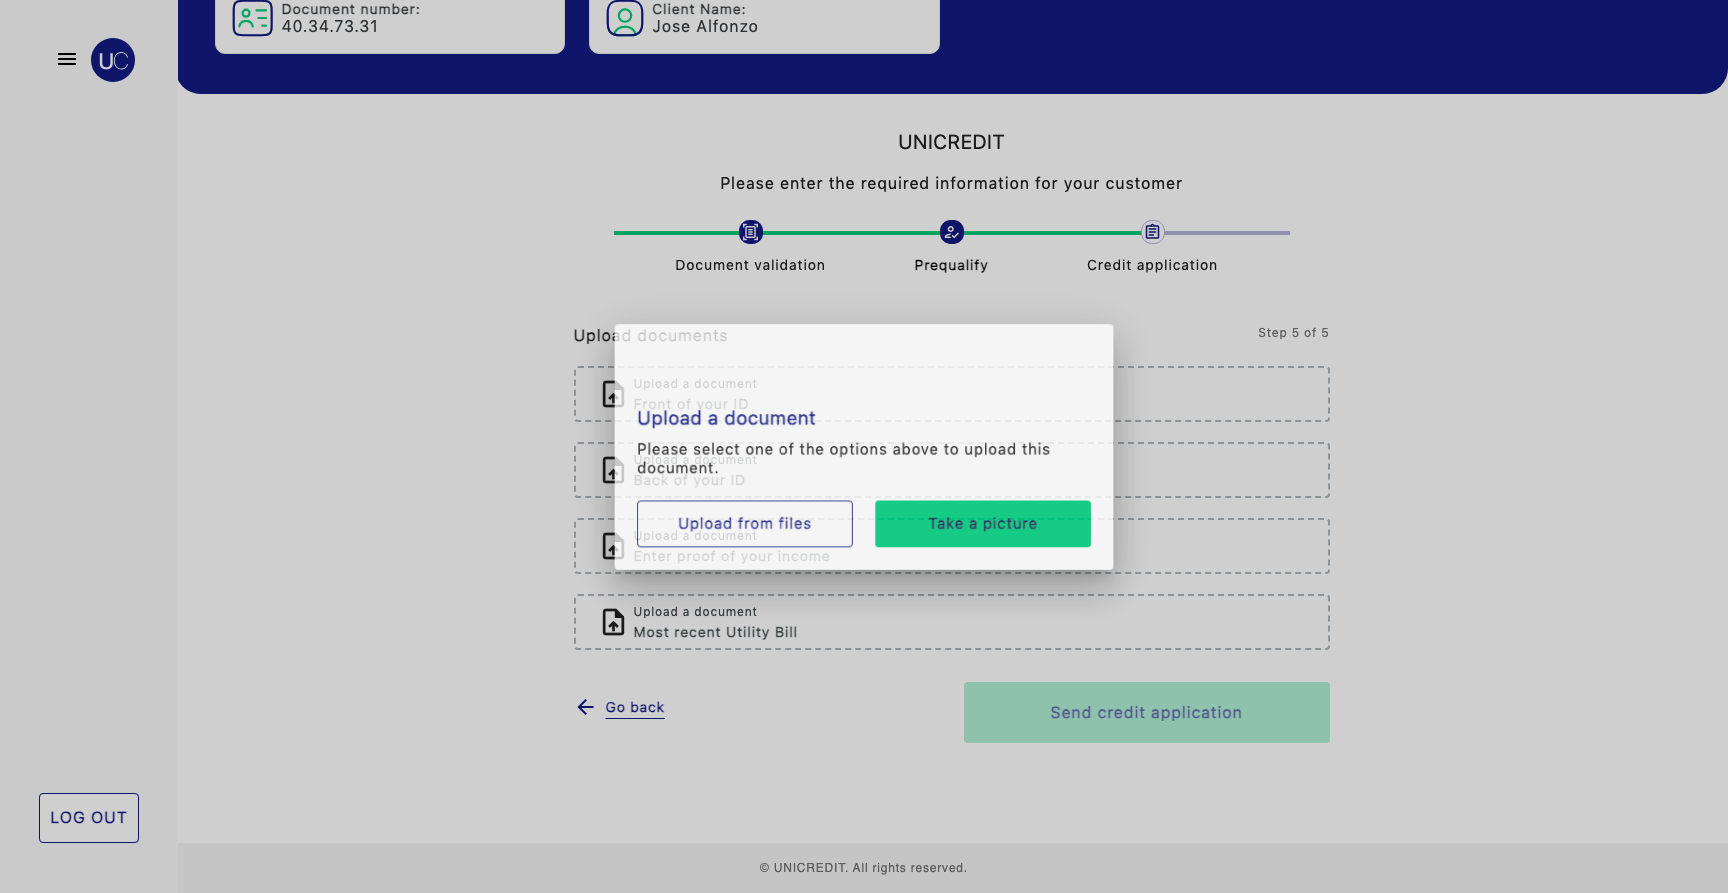 Document number:
40.34.73.31
Client Name:
Jose Alfonzo
UC
UNICREDIT
Please enter the required information for your customer
Document validation
Prequalify
Credit application
Upload documents
Step 5 of 5
Upload a document
Front of your ID
Upload a document
Please select one of the options above to upload this
document.
Upload a document
Back of your ID
Upload from files
Take a picture
Upload a document
Enter proof of your income
Upload a document
Most recent Utility Bill
Go back
Send credit application
LOG OUT
© UNICREDIT. All rights reserved.